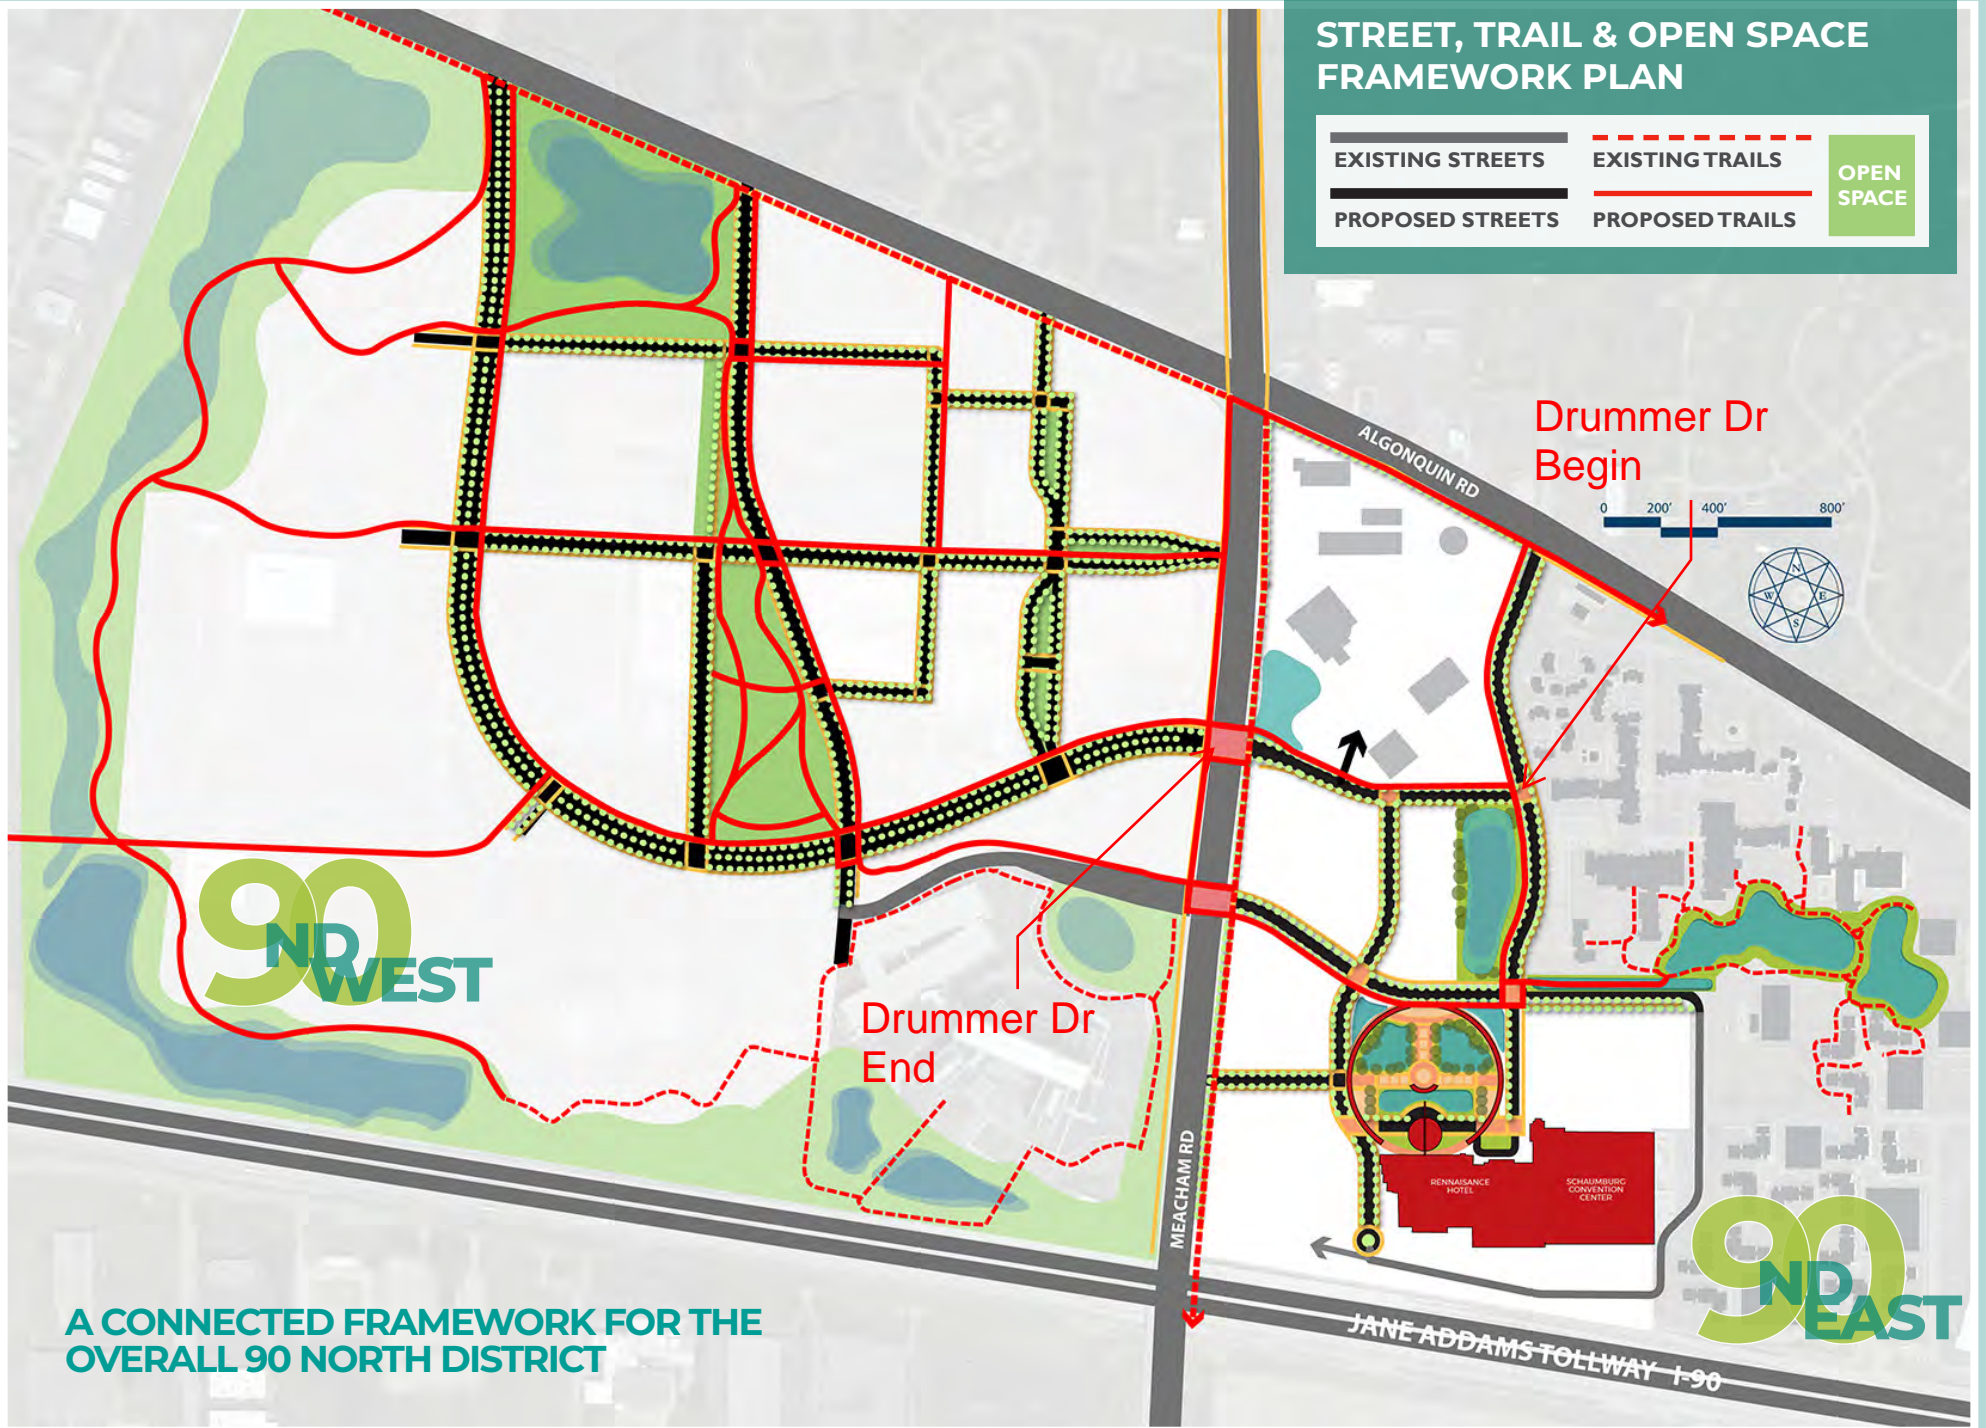 STREET, TRAIL & OPEN SPACE
FRAMEWORK PLAN
EXISTING STREETS
EXISTING TRAILS
OPEN
SPACE
PROPOSED STREETS
PROPOSED TRAILS
Drummer Dr
Begin
ALGONQUIN RD
0 200' 400' 800'
N
W
E
S
90
ND
WEST
Drummer Dr
End
MEACHAM RD
RENNAISANCE
HOTEL
SCHAUMBURG
CONVENTION
CENTER
90
ND
EAST
A CONNECTED FRAMEWORK FOR THE
OVERALL 90 NORTH DISTRICT
JANE ADDAMS TOLLWAY I-90